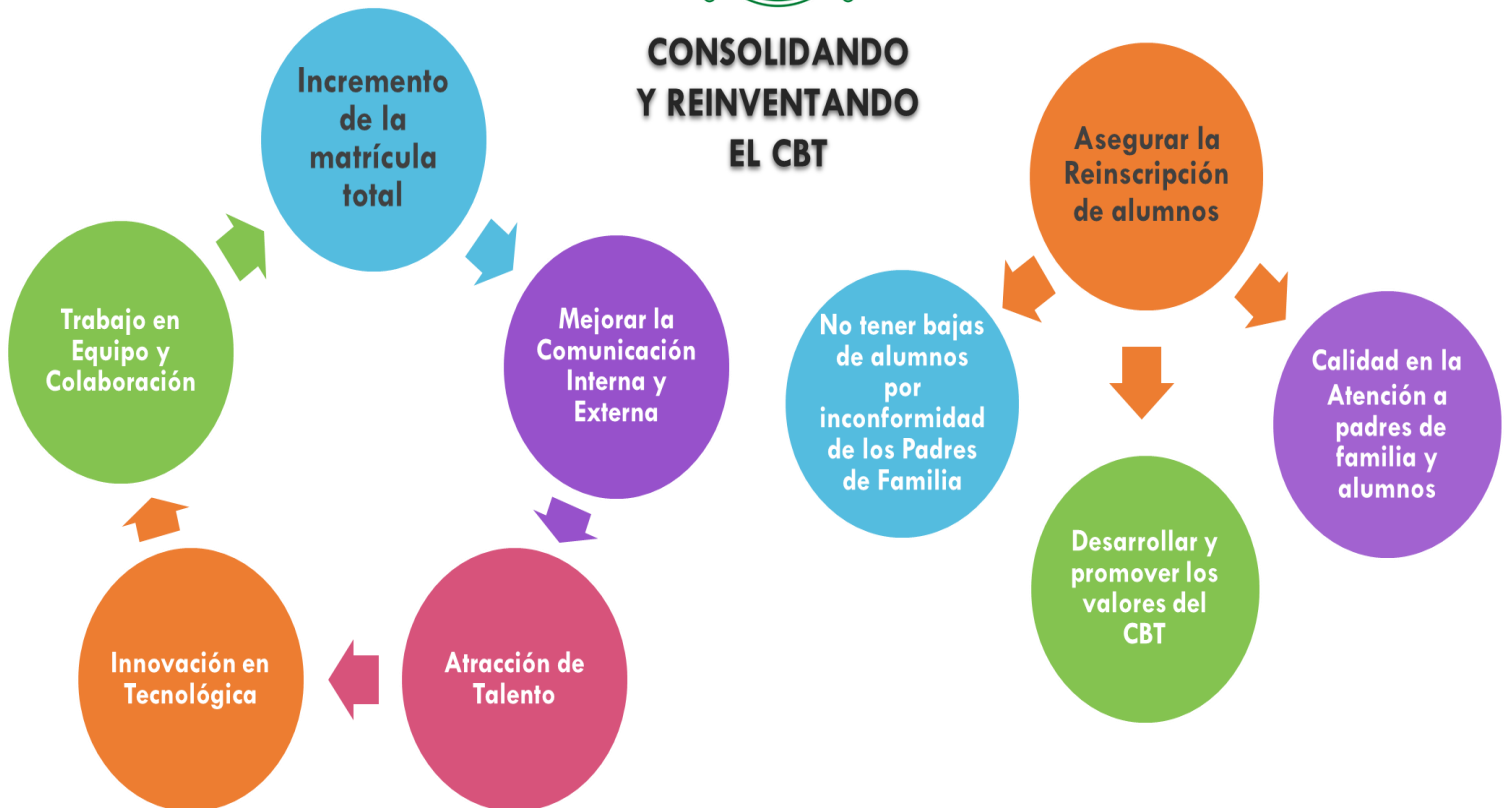 CONSOLIDANDO
Y REINVENTANDO
EL CBT
Incremento
de la
matrícula
total
Mejorar la
Comunicación
Interna y
Externa
Atracción de
Talento
Innovación en
Tecnológica
Trabajo en
Equipo y
Colaboración
Asegurar la
Reinscripción
de alumnos
No tener bajas
de alumnos
por
inconformidad
de los Padres
de Familia
Desarrollar y
promover los
valores del
CBT
Calidad en la
Atención a
padres de
familia y
alumnos